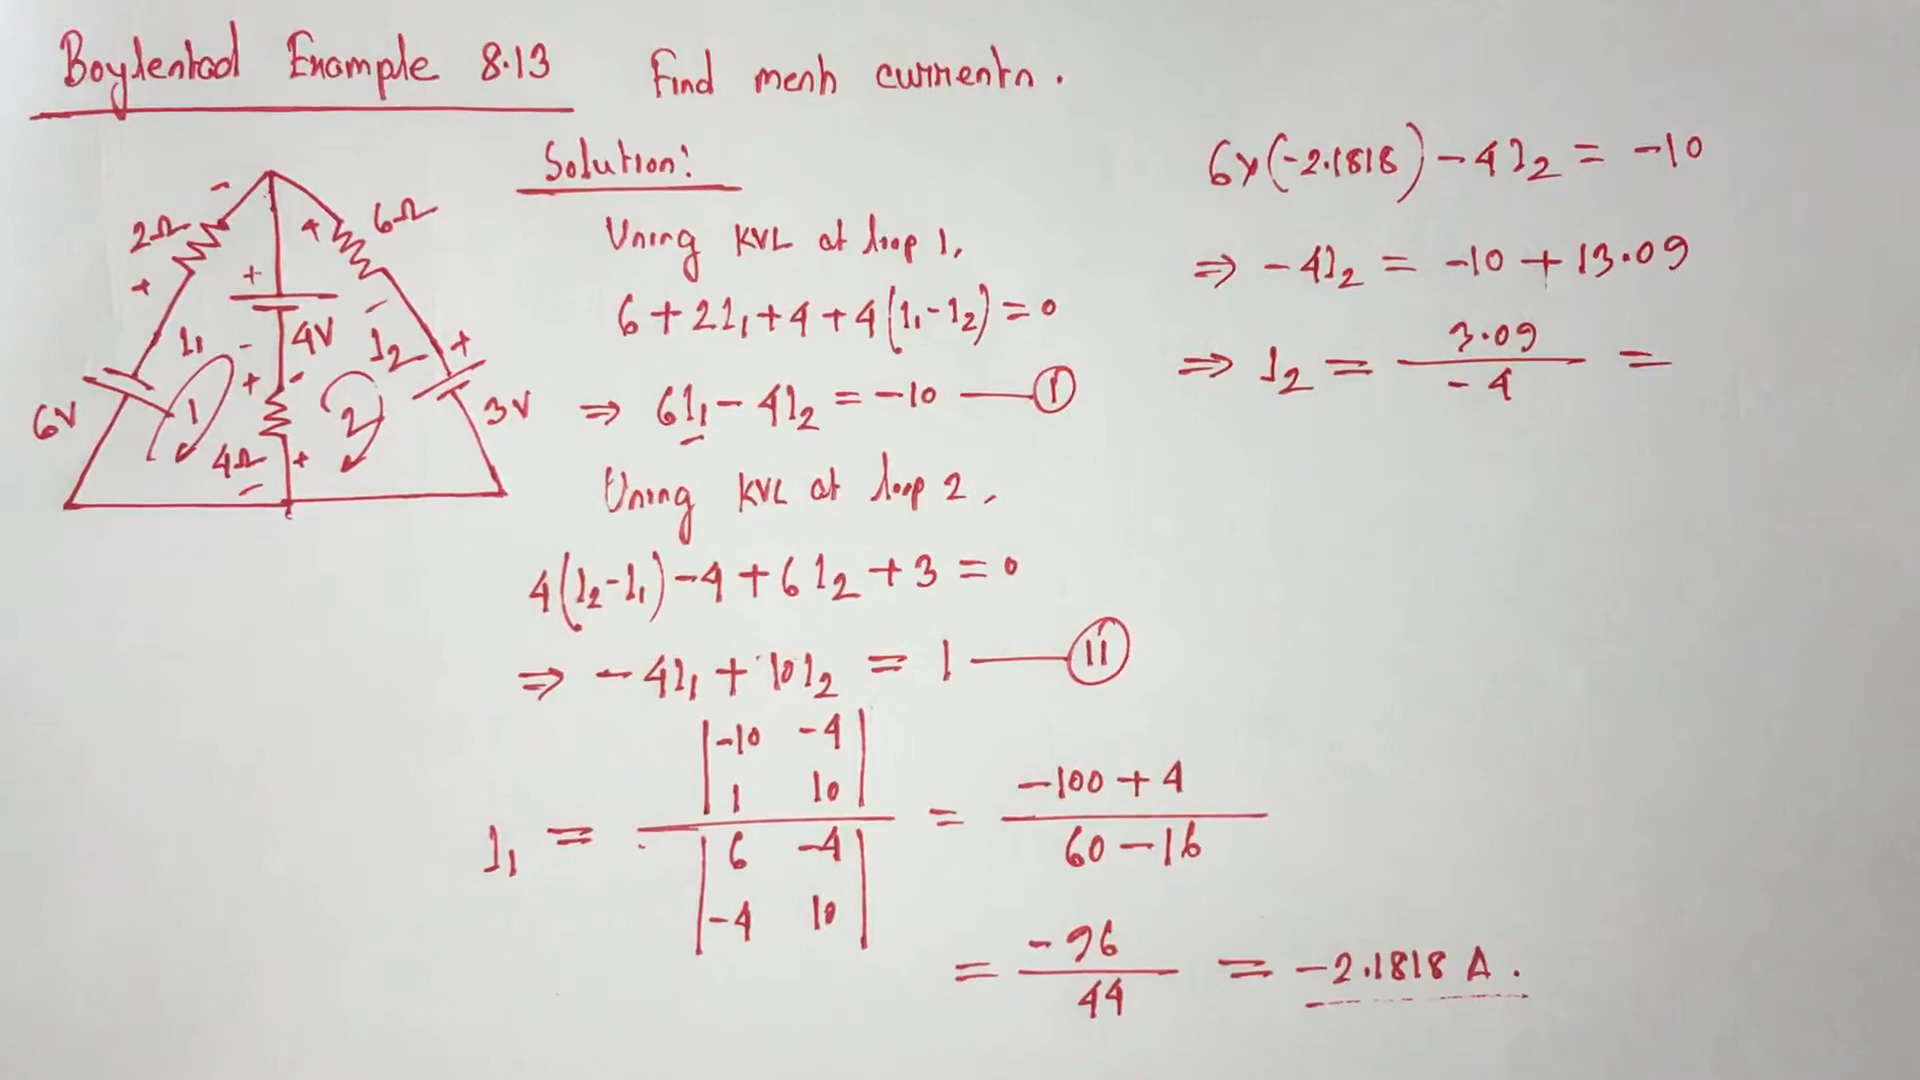 Boylentad Example 8.13 Find mesh currents.
2Ω
6Ω
- +
+ + -
4V
I₁ - I₂ +
+ -
6V 1 2 3V
4Ω +
-
Solution:
Using KVL at loop 1,
6 + 2I₁ + 4 + 4(I₁-I₂) = 0
⇒ 6I₁ - 4I₂ = -10 — I
Using KVL at loop 2,
4(I₂-I₁) - 4 + 6I₂ + 3 = 0
⇒ -4I₁ + 10I₂ = 1 — II
I₁ = |-10 -4; 1 10| / |6 -4; -4 10| = (-100 + 4) / (60 - 16)
= -96 / 44 = -2.1818 A.
6×(-2.1818) - 4I₂ = -10
⇒ -4I₂ = -10 + 13.09
⇒ I₂ = 3.09 / -4 =